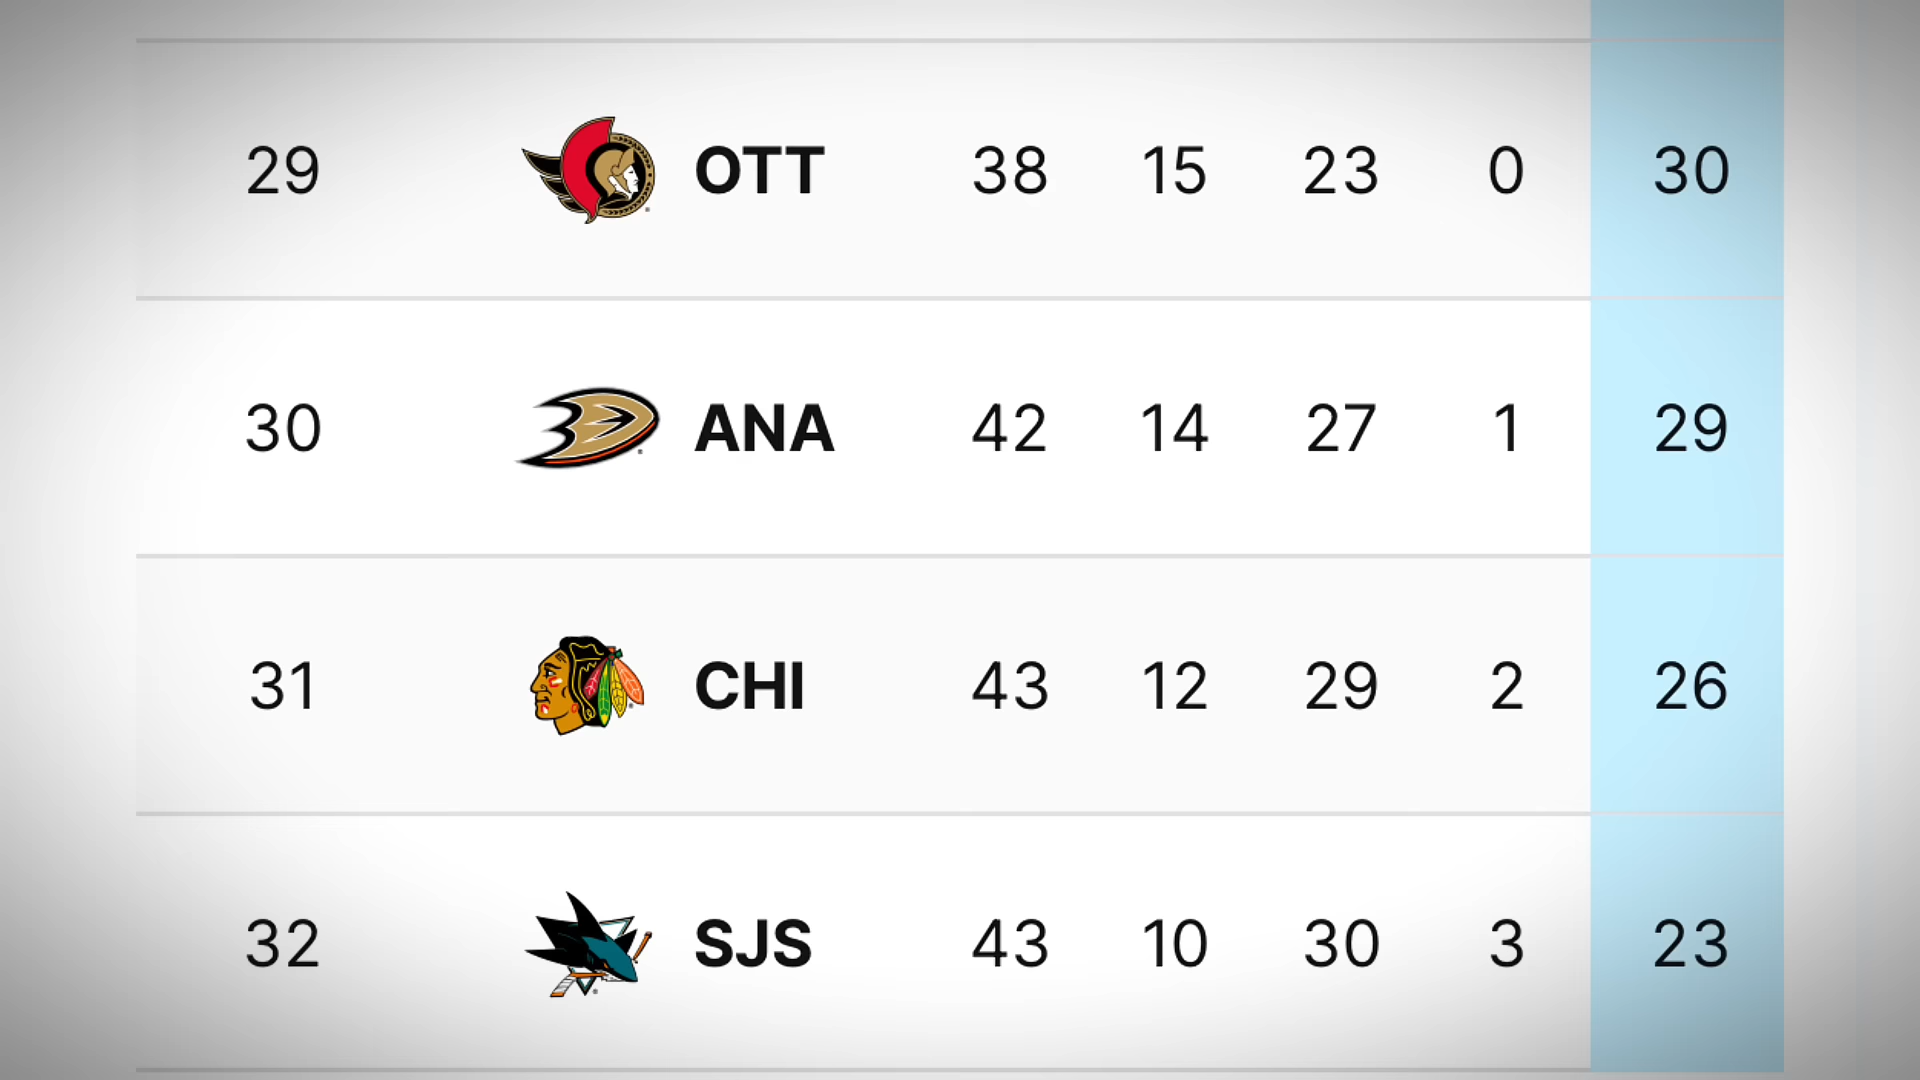 29 OTT 38 15 23 0 30
30 ANA 42 14 27 1 29
31 CHI 43 12 29 2 26
32 SJS 43 10 30 3 23